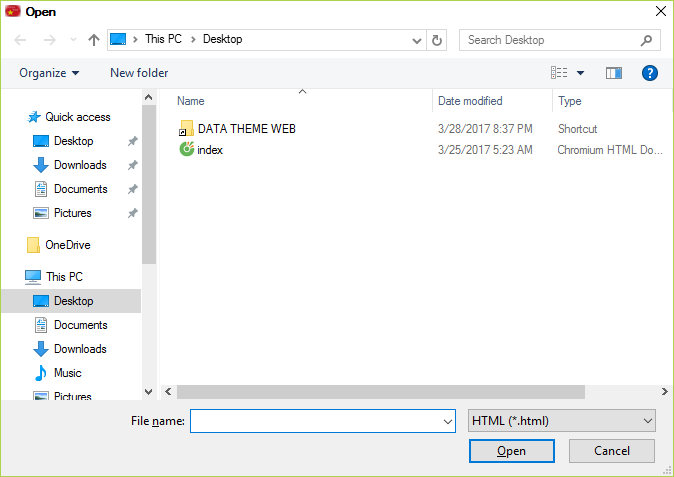 Open
This PC > Desktop
Search Desktop
Organize
New folder
Name
Date modified
Type
DATA THEME WEB
3/28/2017 8:37 PM
Shortcut
index
3/25/2017 5:23 AM
Chromium HTML Do...
Quick access
Desktop
Downloads
Documents
Pictures
OneDrive
This PC
Desktop
Documents
Downloads
Music
Pictures
File name:
HTML (*.html)
Open
Cancel